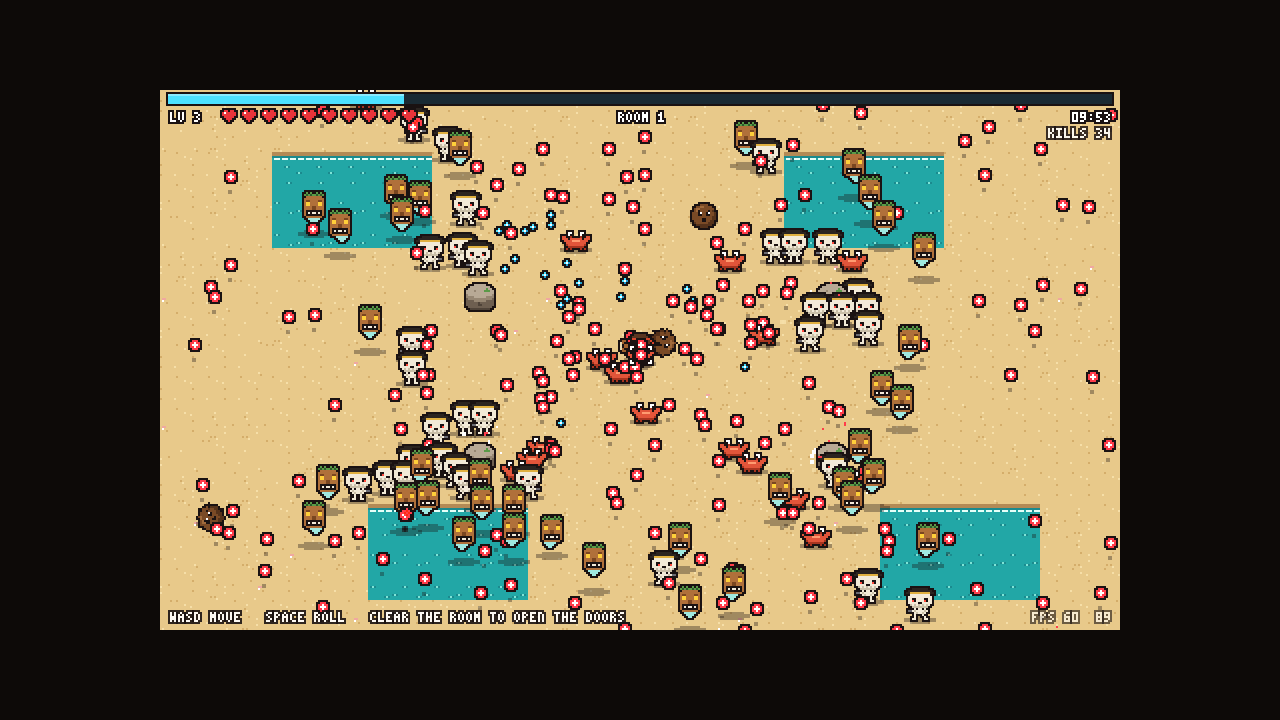 LV 3
ROOM 1
09:53
KILLS 34
WASD MOVE SPACE ROLL CLEAR THE ROOM TO OPEN THE DOORS
FPS 60 89